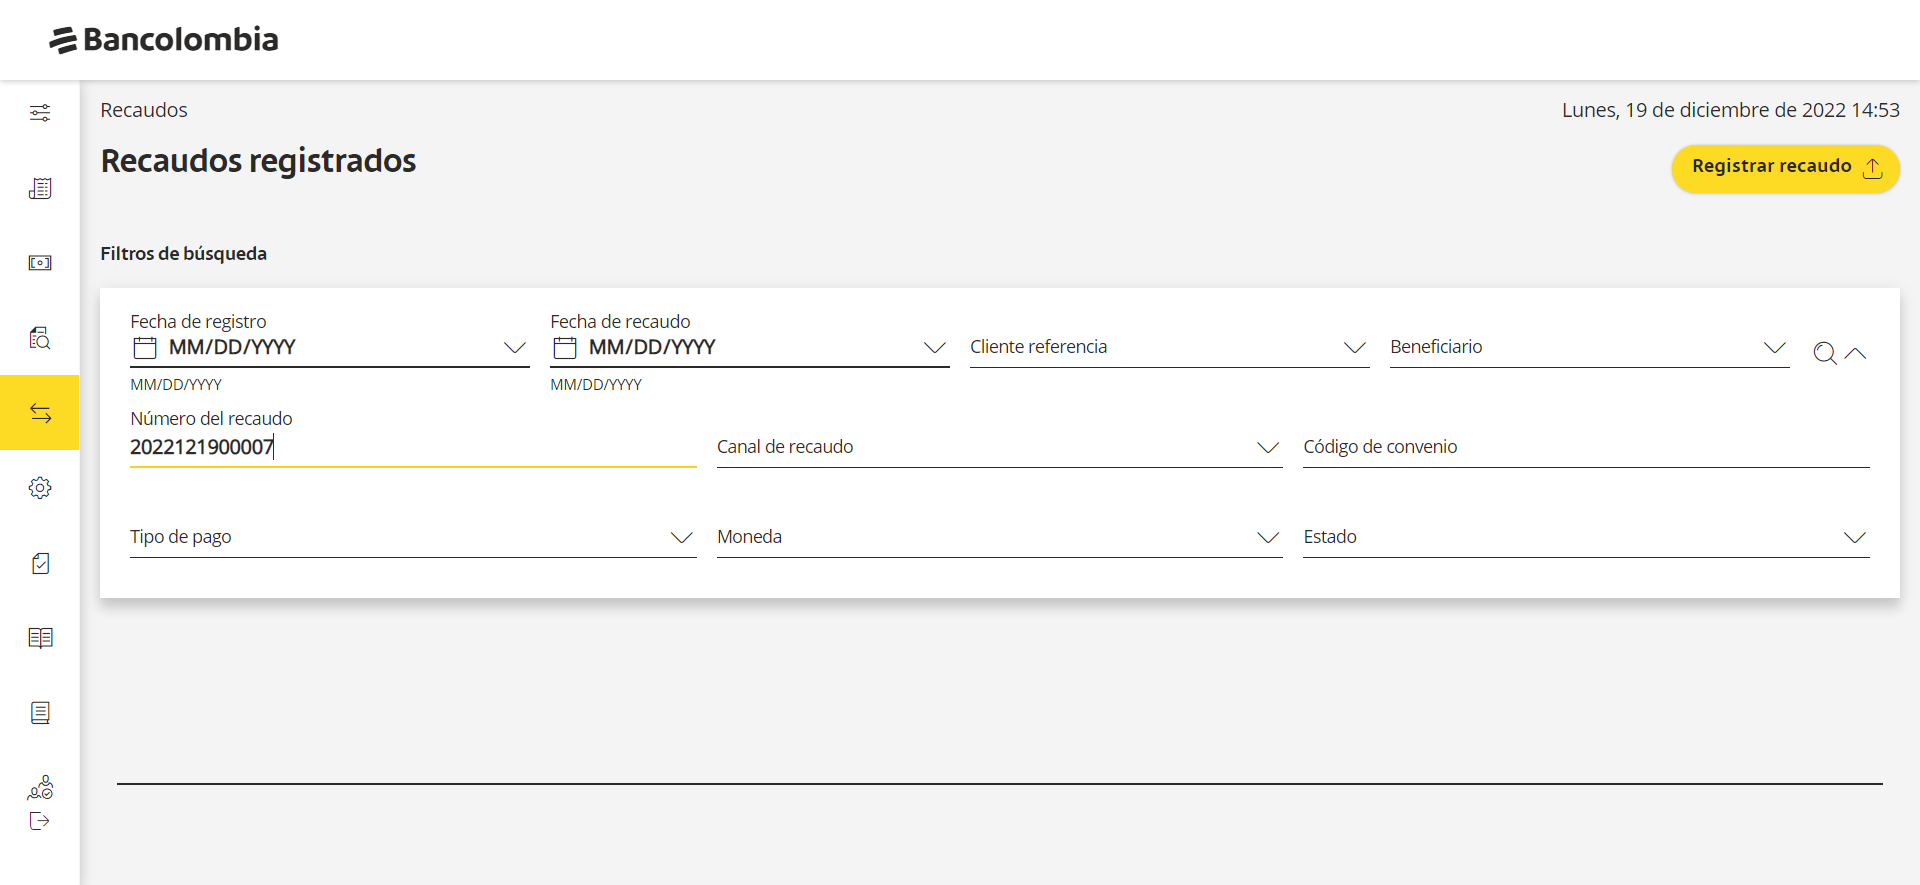 Bancolombia
Recaudos
Lunes, 19 de diciembre de 2022 14:53
Recaudos registrados
Registrar recaudo
Filtros de búsqueda
Fecha de registro
MM/DD/YYYY
MM/DD/YYYY
Fecha de recaudo
MM/DD/YYYY
MM/DD/YYYY
Cliente referencia
Beneficiario
Número del recaudo
2022121900007
Canal de recaudo
Código de convenio
Tipo de pago
Moneda
Estado